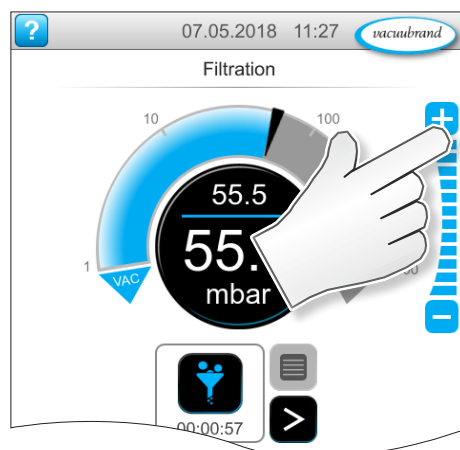 ?
07.05.2018 11:27
vacuubrand
Filtration
10
100
+
55.5
55.
mbar
1
VAC
−
00:00:57
>